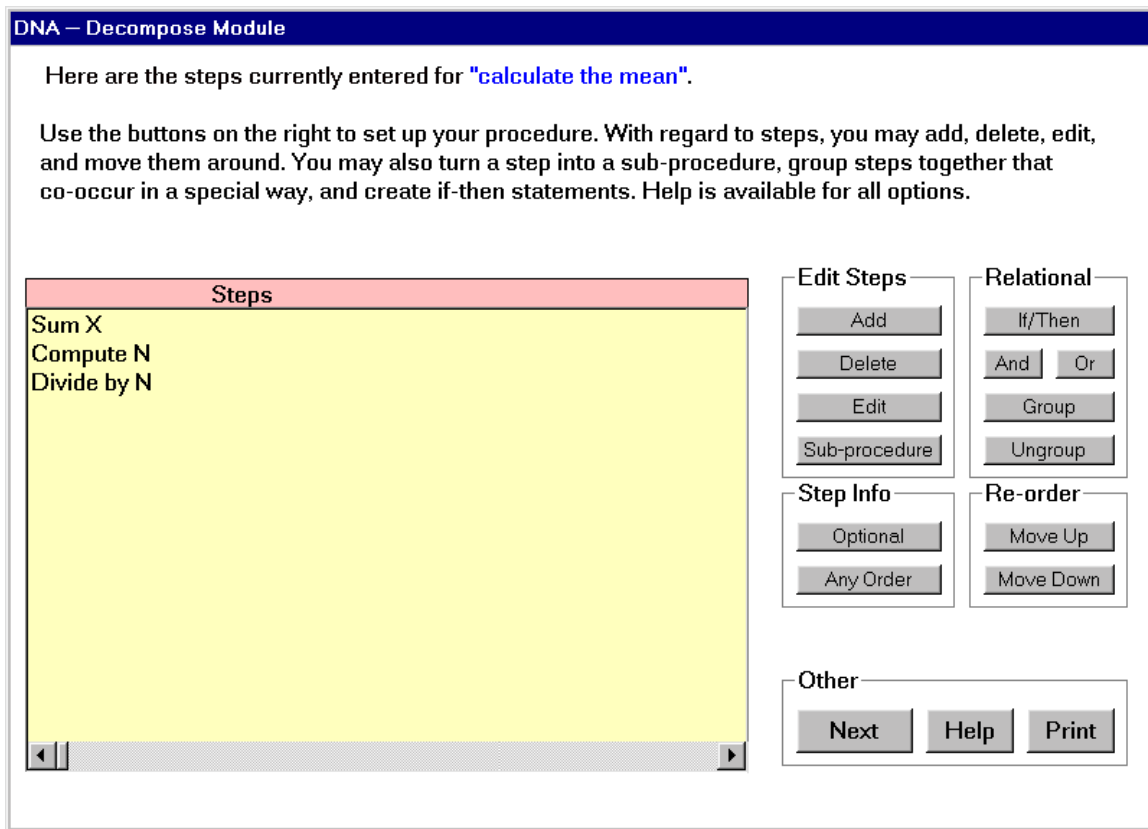 DNA — Decompose Module
Here are the steps currently entered for "calculate the mean".
Use the buttons on the right to set up your procedure. With regard to steps, you may add, delete, edit,
and move them around. You may also turn a step into a sub-procedure, group steps together that
co-occur in a special way, and create if-then statements. Help is available for all options.
Steps
Sum X
Compute N
Divide by N
Edit Steps
Add
Delete
Edit
Sub-procedure
Relational
If/Then
And Or
Group
Ungroup
Step Info
Optional
Any Order
Re-order
Move Up
Move Down
Other
Next Help Print